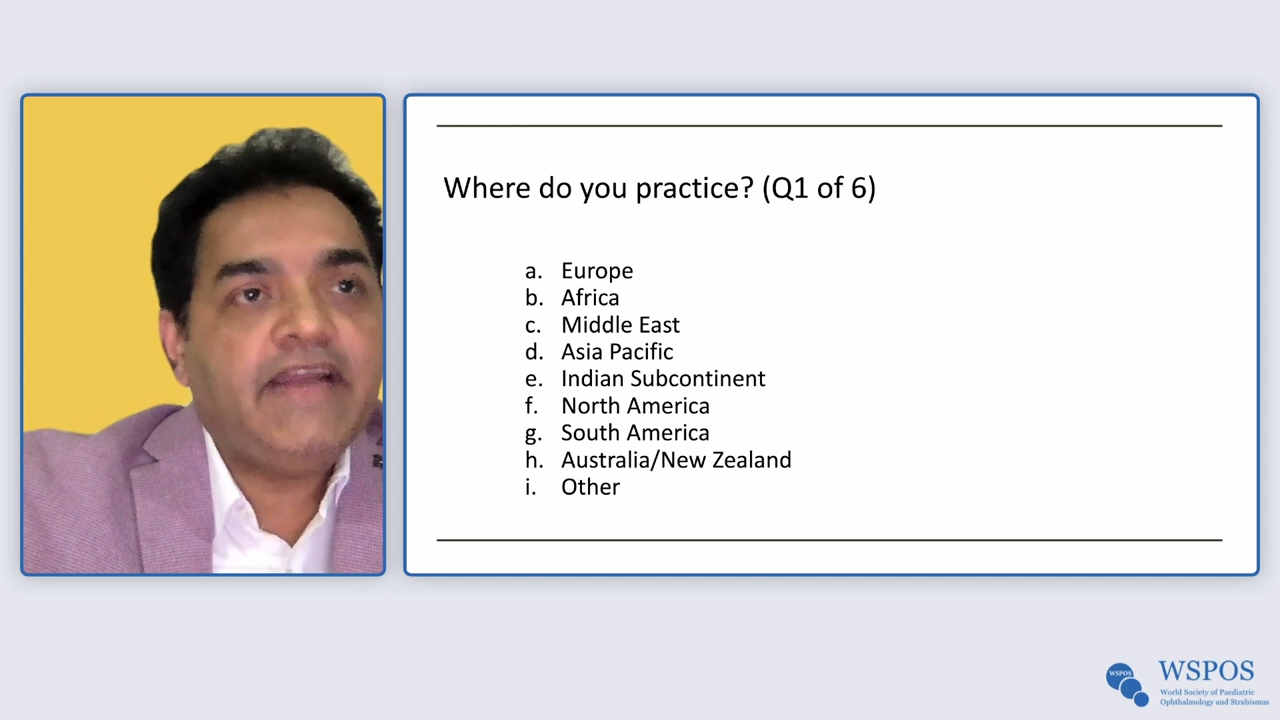 Where do you practice? (Q1 of 6)
a. Europe
b. Africa
c. Middle East
d. Asia Pacific
e. Indian Subcontinent
f. North America
g. South America
h. Australia/New Zealand
i. Other
WSPOS
WSPOS
World Society of Paediatric
Ophthalmology and Strabismus